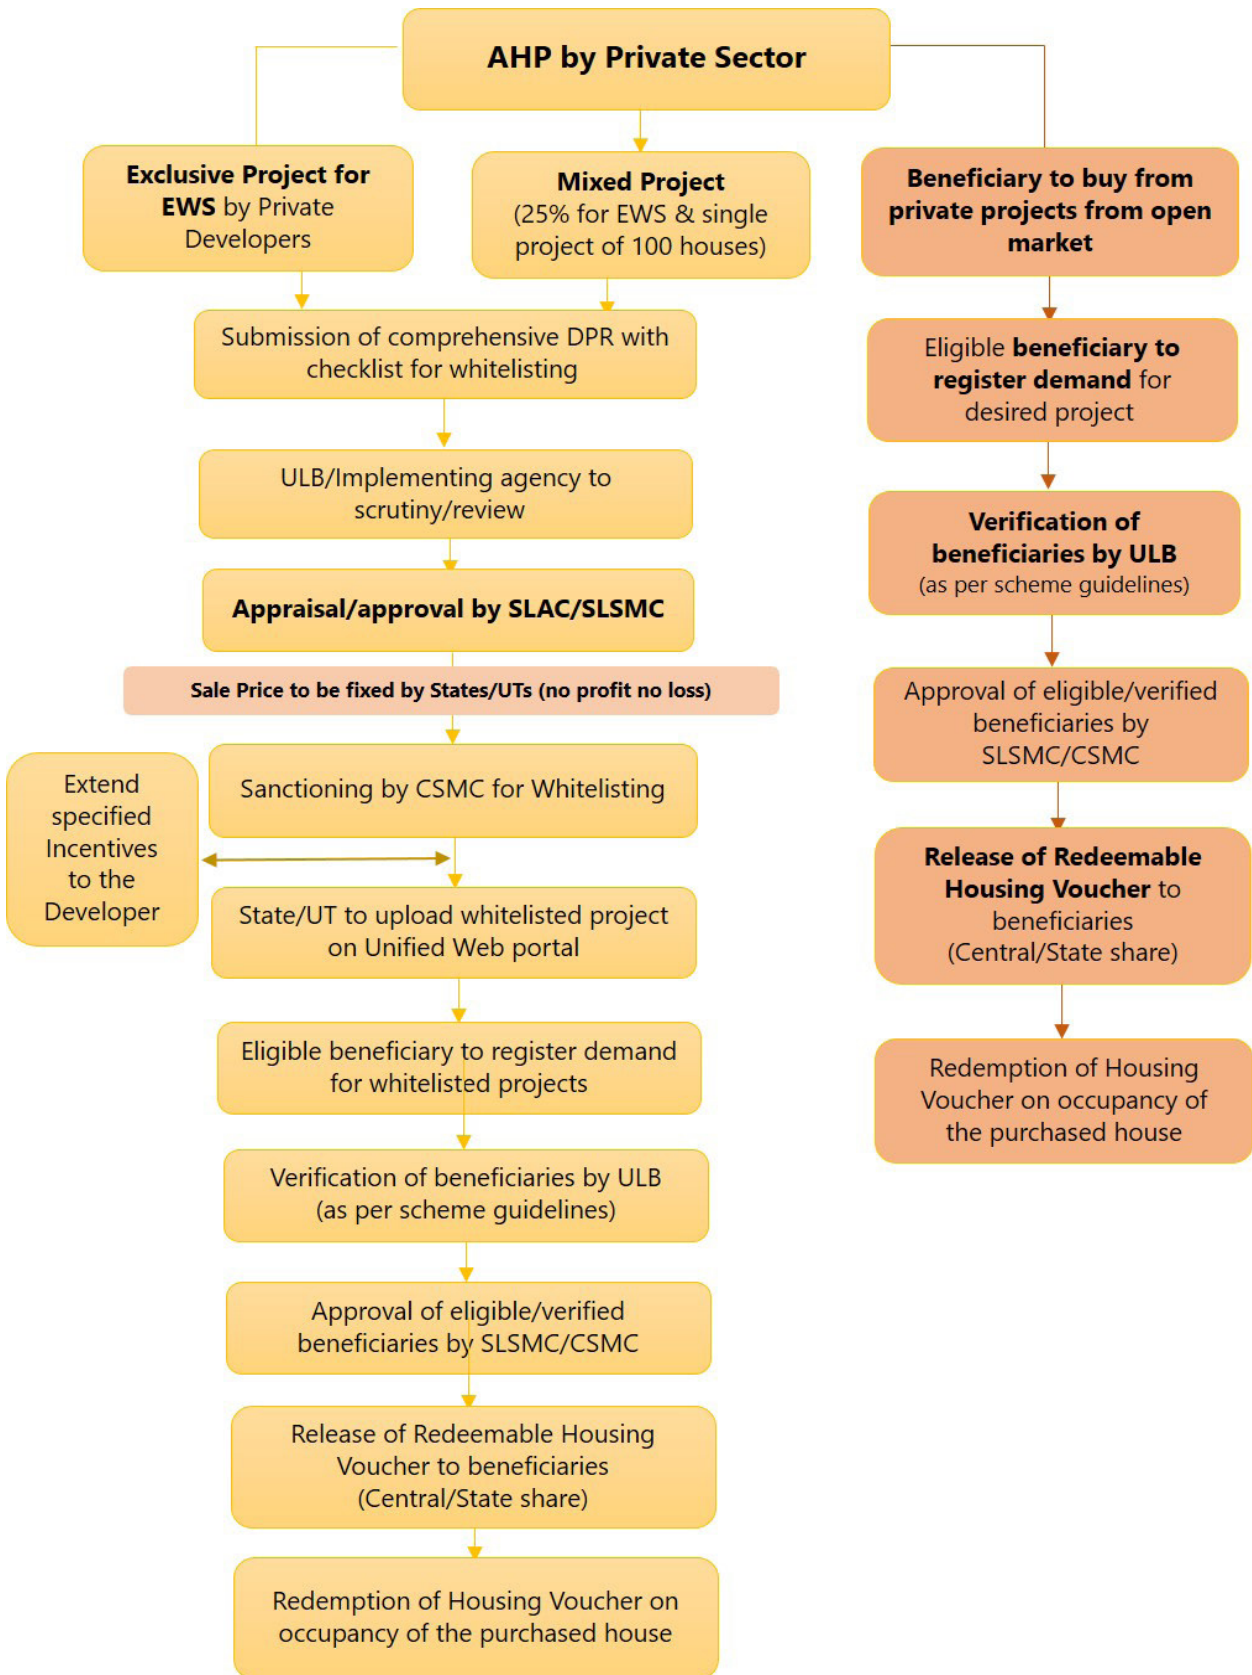 AHP by Private Sector
Exclusive Project for
EWS by Private
Developers
Mixed Project
(25% for EWS & single
project of 100 houses)
Submission of comprehensive DPR with
checklist for whitelisting
ULB/Implementing agency to
scrutiny/review
Appraisal/approval by SLAC/SLSMC
Sale Price to be fixed by States/UTs (no profit no loss)
Sanctioning by CSMC for Whitelisting
Extend
specified
Incentives
to the
Developer
State/UT to upload whitelisted project
on Unified Web portal
Eligible beneficiary to register demand
for whitelisted projects
Verification of beneficiaries by ULB
(as per scheme guidelines)
Approval of eligible/verified
beneficiaries by SLSMC/CSMC
Release of Redeemable Housing
Voucher to beneficiaries
(Central/State share)
Redemption of Housing Voucher on
occupancy of the purchased house
Beneficiary to buy from
private projects from open
market
Eligible beneficiary to
register demand for
desired project
Verification of
beneficiaries by ULB
(as per scheme guidelines)
Approval of eligible/verified
beneficiaries by
SLSMC/CSMC
Release of Redeemable
Housing Voucher to
beneficiaries
(Central/State share)
Redemption of Housing
Voucher on occupancy of
the purchased house